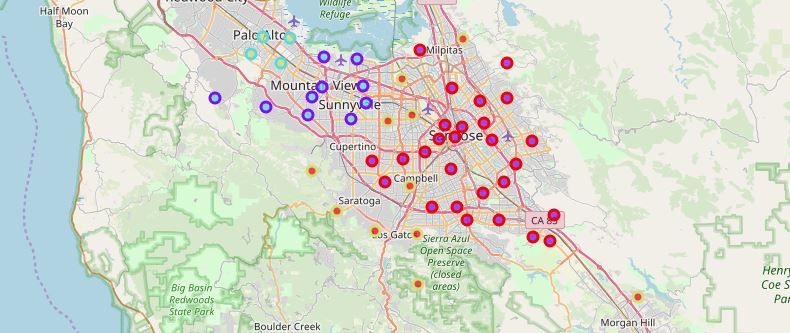 Redwood City
Half Moon
Bay
Wildlife
Refuge
Palo Alto
Milpitas
Mountain View
Sunnyvale
San Jose
Cupertino
Campbell
Saratoga
CA 85
Los Gatos
Sierra Azul
Open Space
Preserve
(closed
areas)
Big Basin
Redwoods
State Park
Henry
Coe S
Par
Boulder Creek
Morgan Hill